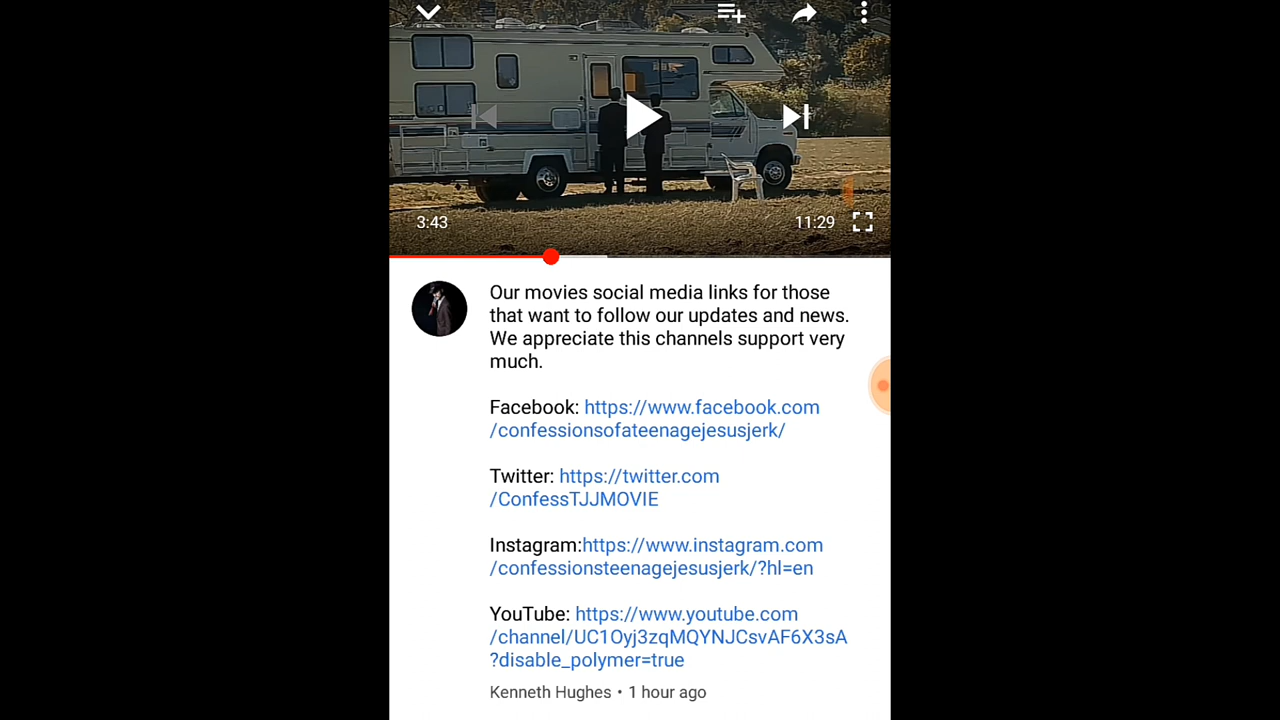 3:43
11:29
Our movies social media links for those
that want to follow our updates and news.
We appreciate this channels support very
much.
Facebook: https://www.facebook.com
/confessionsofateenagejesusjerk/
Twitter: https://twitter.com
/ConfessTJJMOVIE
Instagram:https://www.instagram.com
/confessionsteenagejesusjerk/?hl=en
YouTube: https://www.youtube.com
/channel/UC1Oyj3zqMQYNJCsvAF6X3sA
?disable_polymer=true
Kenneth Hughes • 1 hour ago